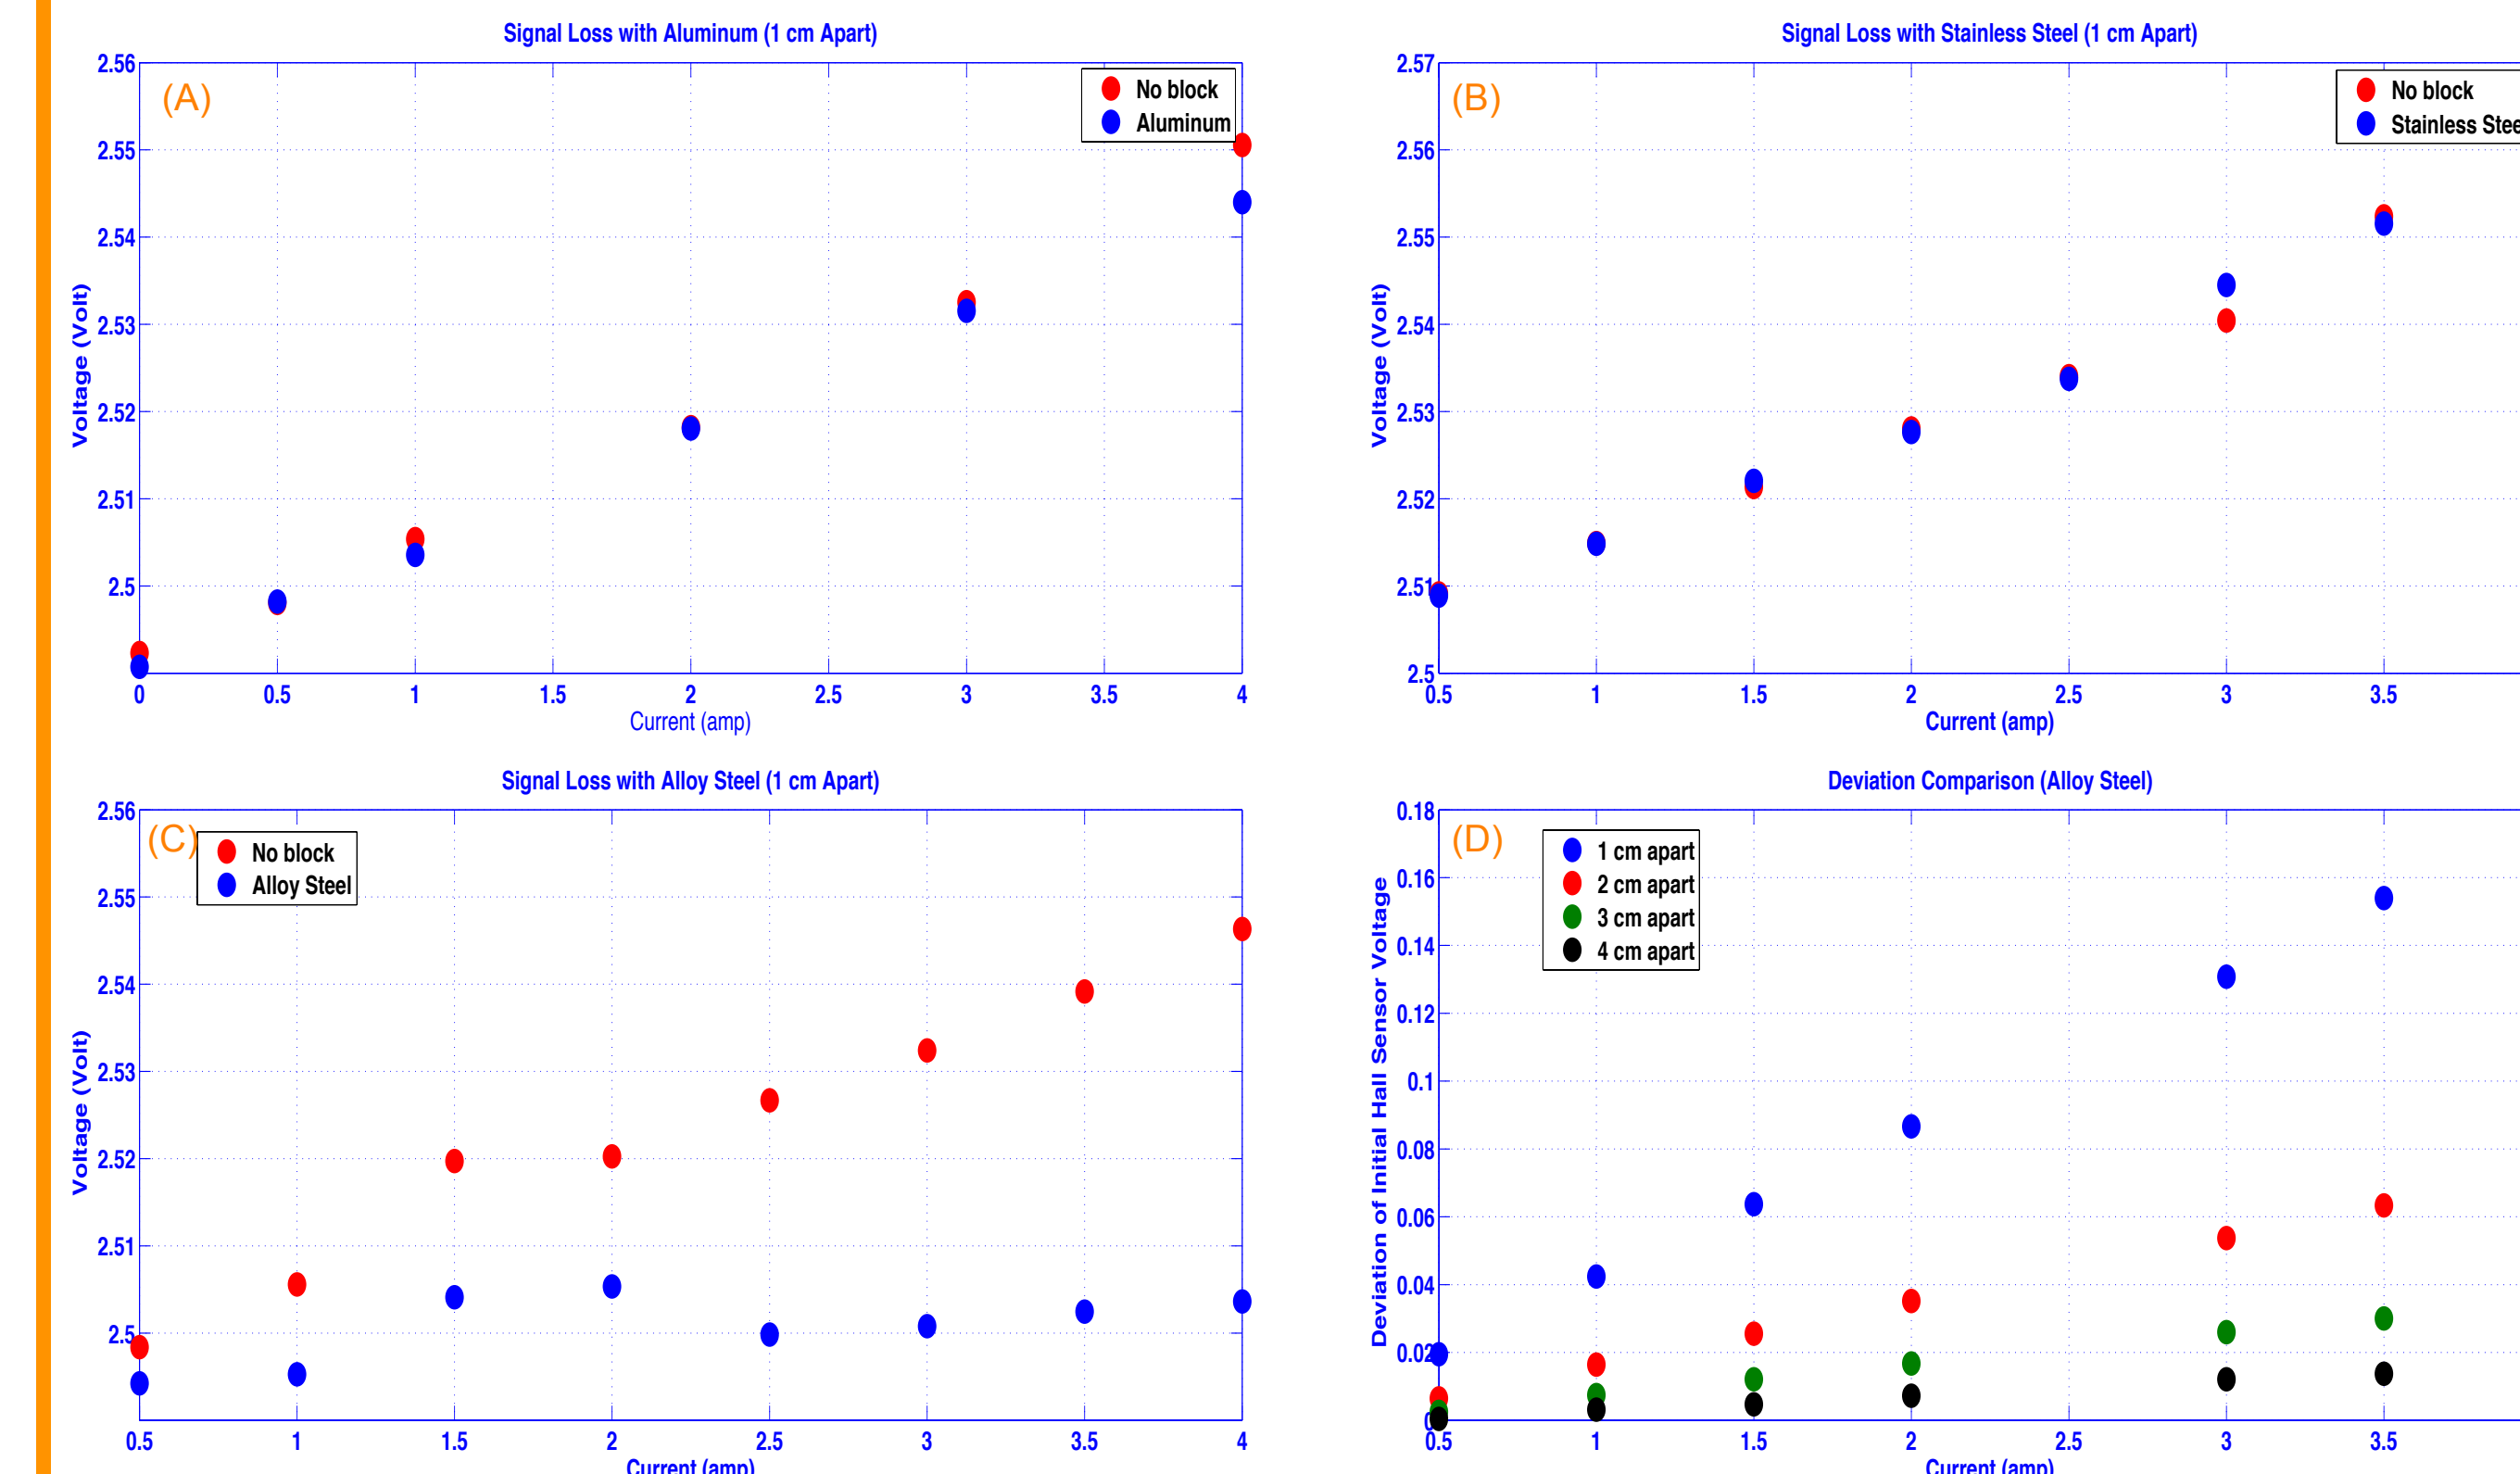 Signal Loss with Aluminum (1 cm Apart)
(A)
No block
Aluminum
2.56
2.55
2.54
2.53
2.52
2.51
2.5
Voltage (Volt)
0 0.5 1 1.5 2 2.5 3 3.5 4
Current (amp)
Signal Loss with Stainless Steel (1 cm Apart)
(B)
No block
Stainless Stee
2.57
2.56
2.55
2.54
2.53
2.52
2.51
2.5
Voltage (Volt)
0.5 1 1.5 2 2.5 3 3.5
Current (amp)
Signal Loss with Alloy Steel (1 cm Apart)
(C)
No block
Alloy Steel
2.56
2.55
2.54
2.53
2.52
2.51
2.5
Voltage (Volt)
0.5 1 1.5 2 2.5 3 3.5 4
Current (amp)
Deviation Comparison (Alloy Steel)
(D)
1 cm apart
2 cm apart
3 cm apart
4 cm apart
0.18
0.16
0.14
0.12
0.1
0.08
0.06
0.04
0.02
0
Deviation of Initial Hall Sensor Voltage
0.5 1 1.5 2 2.5 3 3.5
Current (amp)